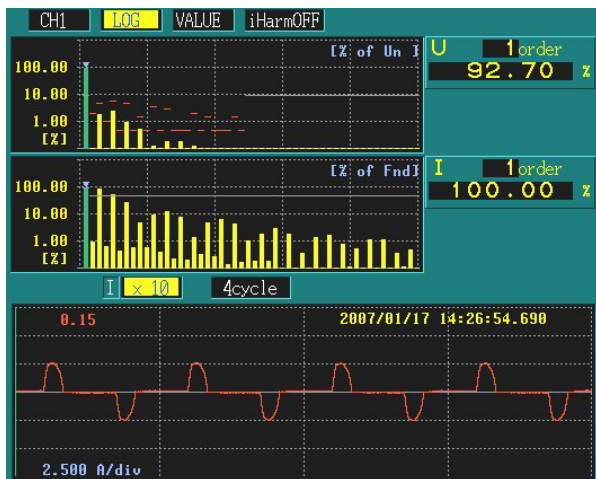 CH1 LOG VALUE iHarmOFF
[% of Un ]
U 1 order
92.70 %
100.00
10.00
1.00
[%]
[% of Fnd]
I 1 order
100.00 %
100.00
10.00
1.00
[%]
I x 10 4cycle
0.15 2007/01/17 14:26:54.690
2.500 A/div